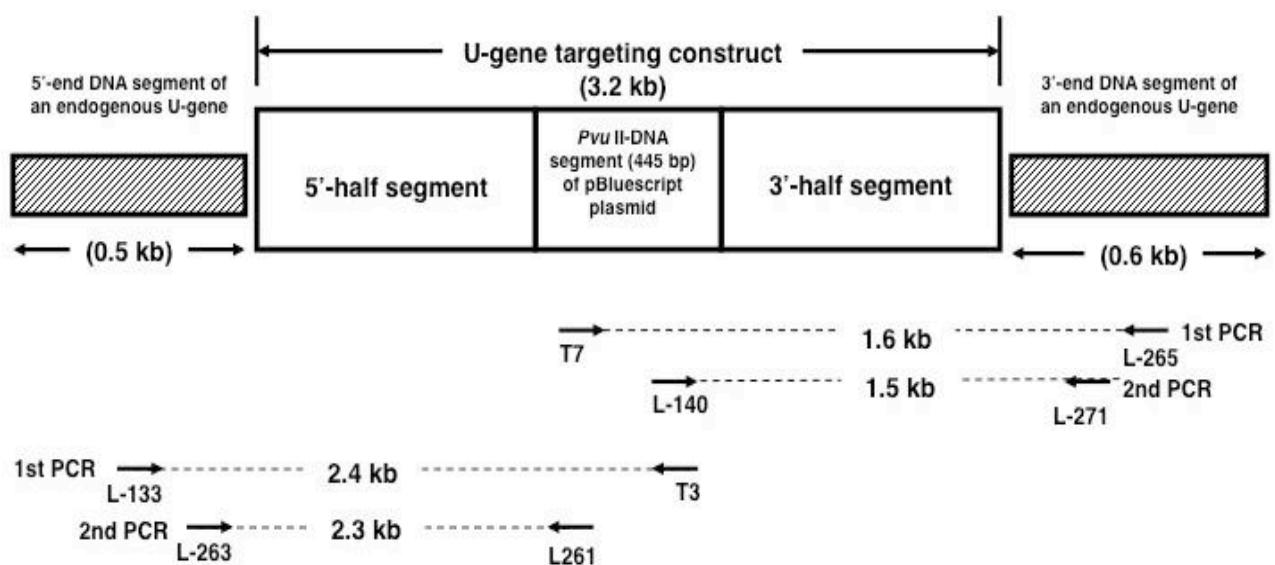 U-gene targeting construct
(3.2 kb)
5'-end DNA segment of
an endogenous U-gene
3'-end DNA segment of
an endogenous U-gene
5'-half segment
Pvu II-DNA
segment (445 bp)
of pBluescript
plasmid
3'-half segment
(0.5 kb)
(0.6 kb)
T7
1.6 kb
L-265
1st PCR
L-140
1.5 kb
L-271
2nd PCR
1st PCR
L-133
2.4 kb
T3
2nd PCR
L-263
2.3 kb
L261